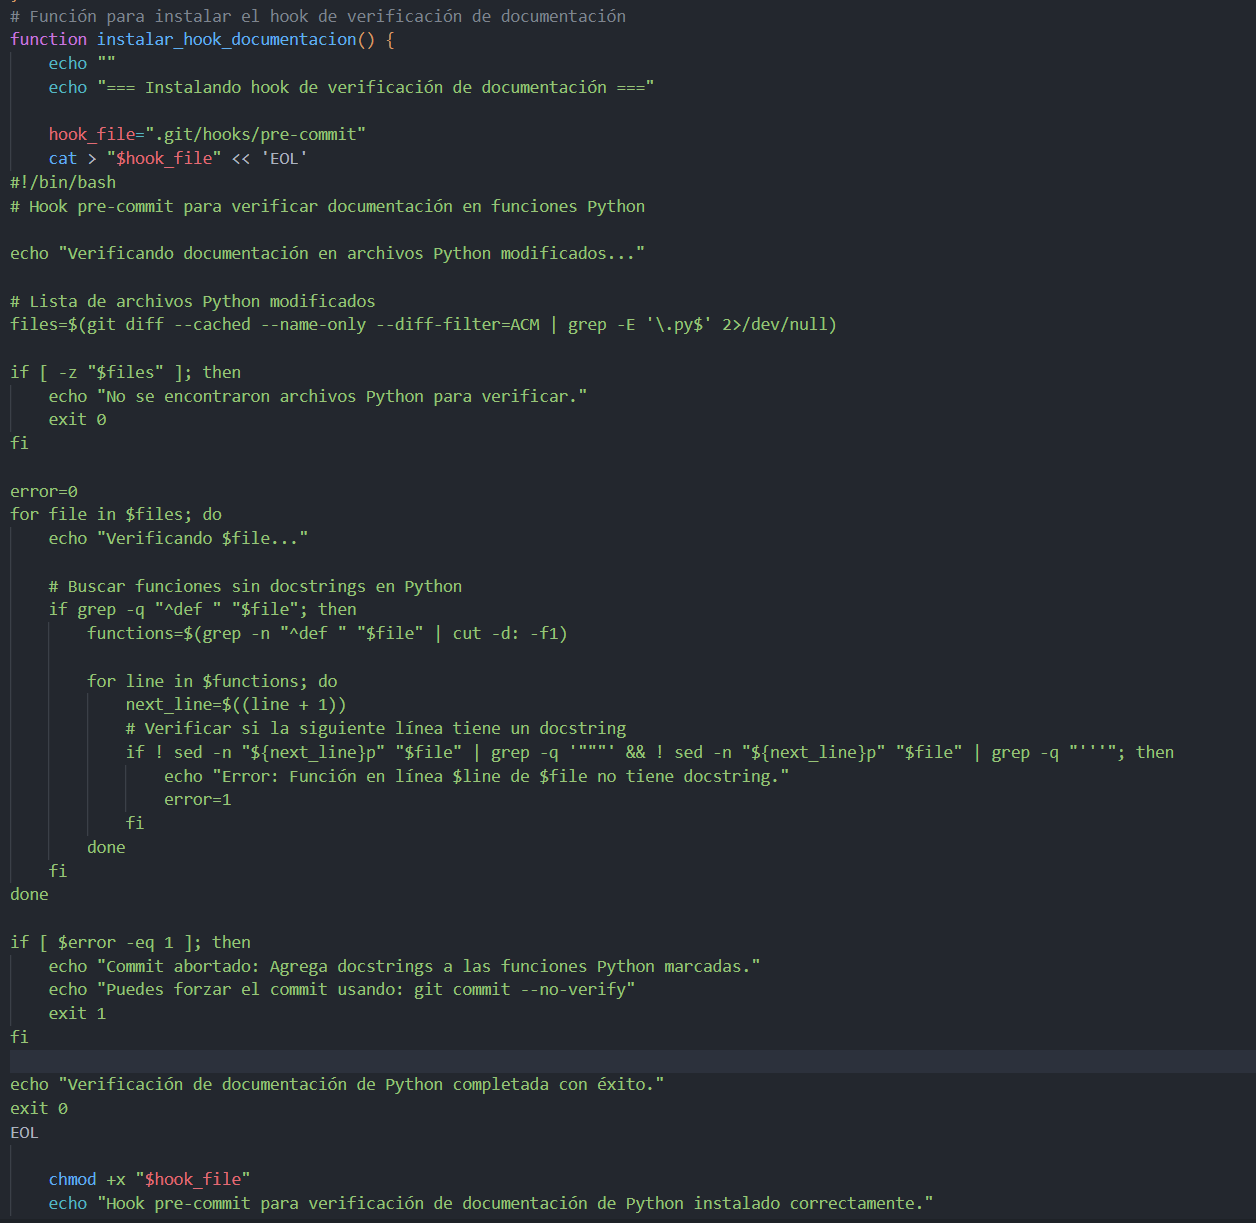 # Función para instalar el hook de verificación de documentación
function instalar_hook_documentacion() {
    echo ""
    echo "=== Instalando hook de verificación de documentación ==="

    hook_file=".git/hooks/pre-commit"
    cat > "$hook_file" << 'EOL'
#!/bin/bash
# Hook pre-commit para verificar documentación en funciones Python

echo "Verificando documentación en archivos Python modificados..."

# Lista de archivos Python modificados
files=$(git diff --cached --name-only --diff-filter=ACM | grep -E '\.py$' 2>/dev/null)

if [ -z "$files" ]; then
    echo "No se encontraron archivos Python para verificar."
    exit 0
fi

error=0
for file in $files; do
    echo "Verificando $file..."

    # Buscar funciones sin docstrings en Python
    if grep -q "^def " "$file"; then
        functions=$(grep -n "^def " "$file" | cut -d: -f1)

        for line in $functions; do
            next_line=$((line + 1))
            # Verificar si la siguiente línea tiene un docstring
            if ! sed -n "${next_line}p" "$file" | grep -q '"""' && ! sed -n "${next_line}p" "$file" | grep -q "'''"; then
                echo "Error: Función en línea $line de $file no tiene docstring."
                error=1
            fi
        done
    fi
done

if [ $error -eq 1 ]; then
    echo "Commit abortado: Agrega docstrings a las funciones Python marcadas."
    echo "Puedes forzar el commit usando: git commit --no-verify"
    exit 1
fi

echo "Verificación de documentación de Python completada con éxito."
exit 0
EOL

    chmod +x "$hook_file"
    echo "Hook pre-commit para verificación de documentación de Python instalado correctamente."